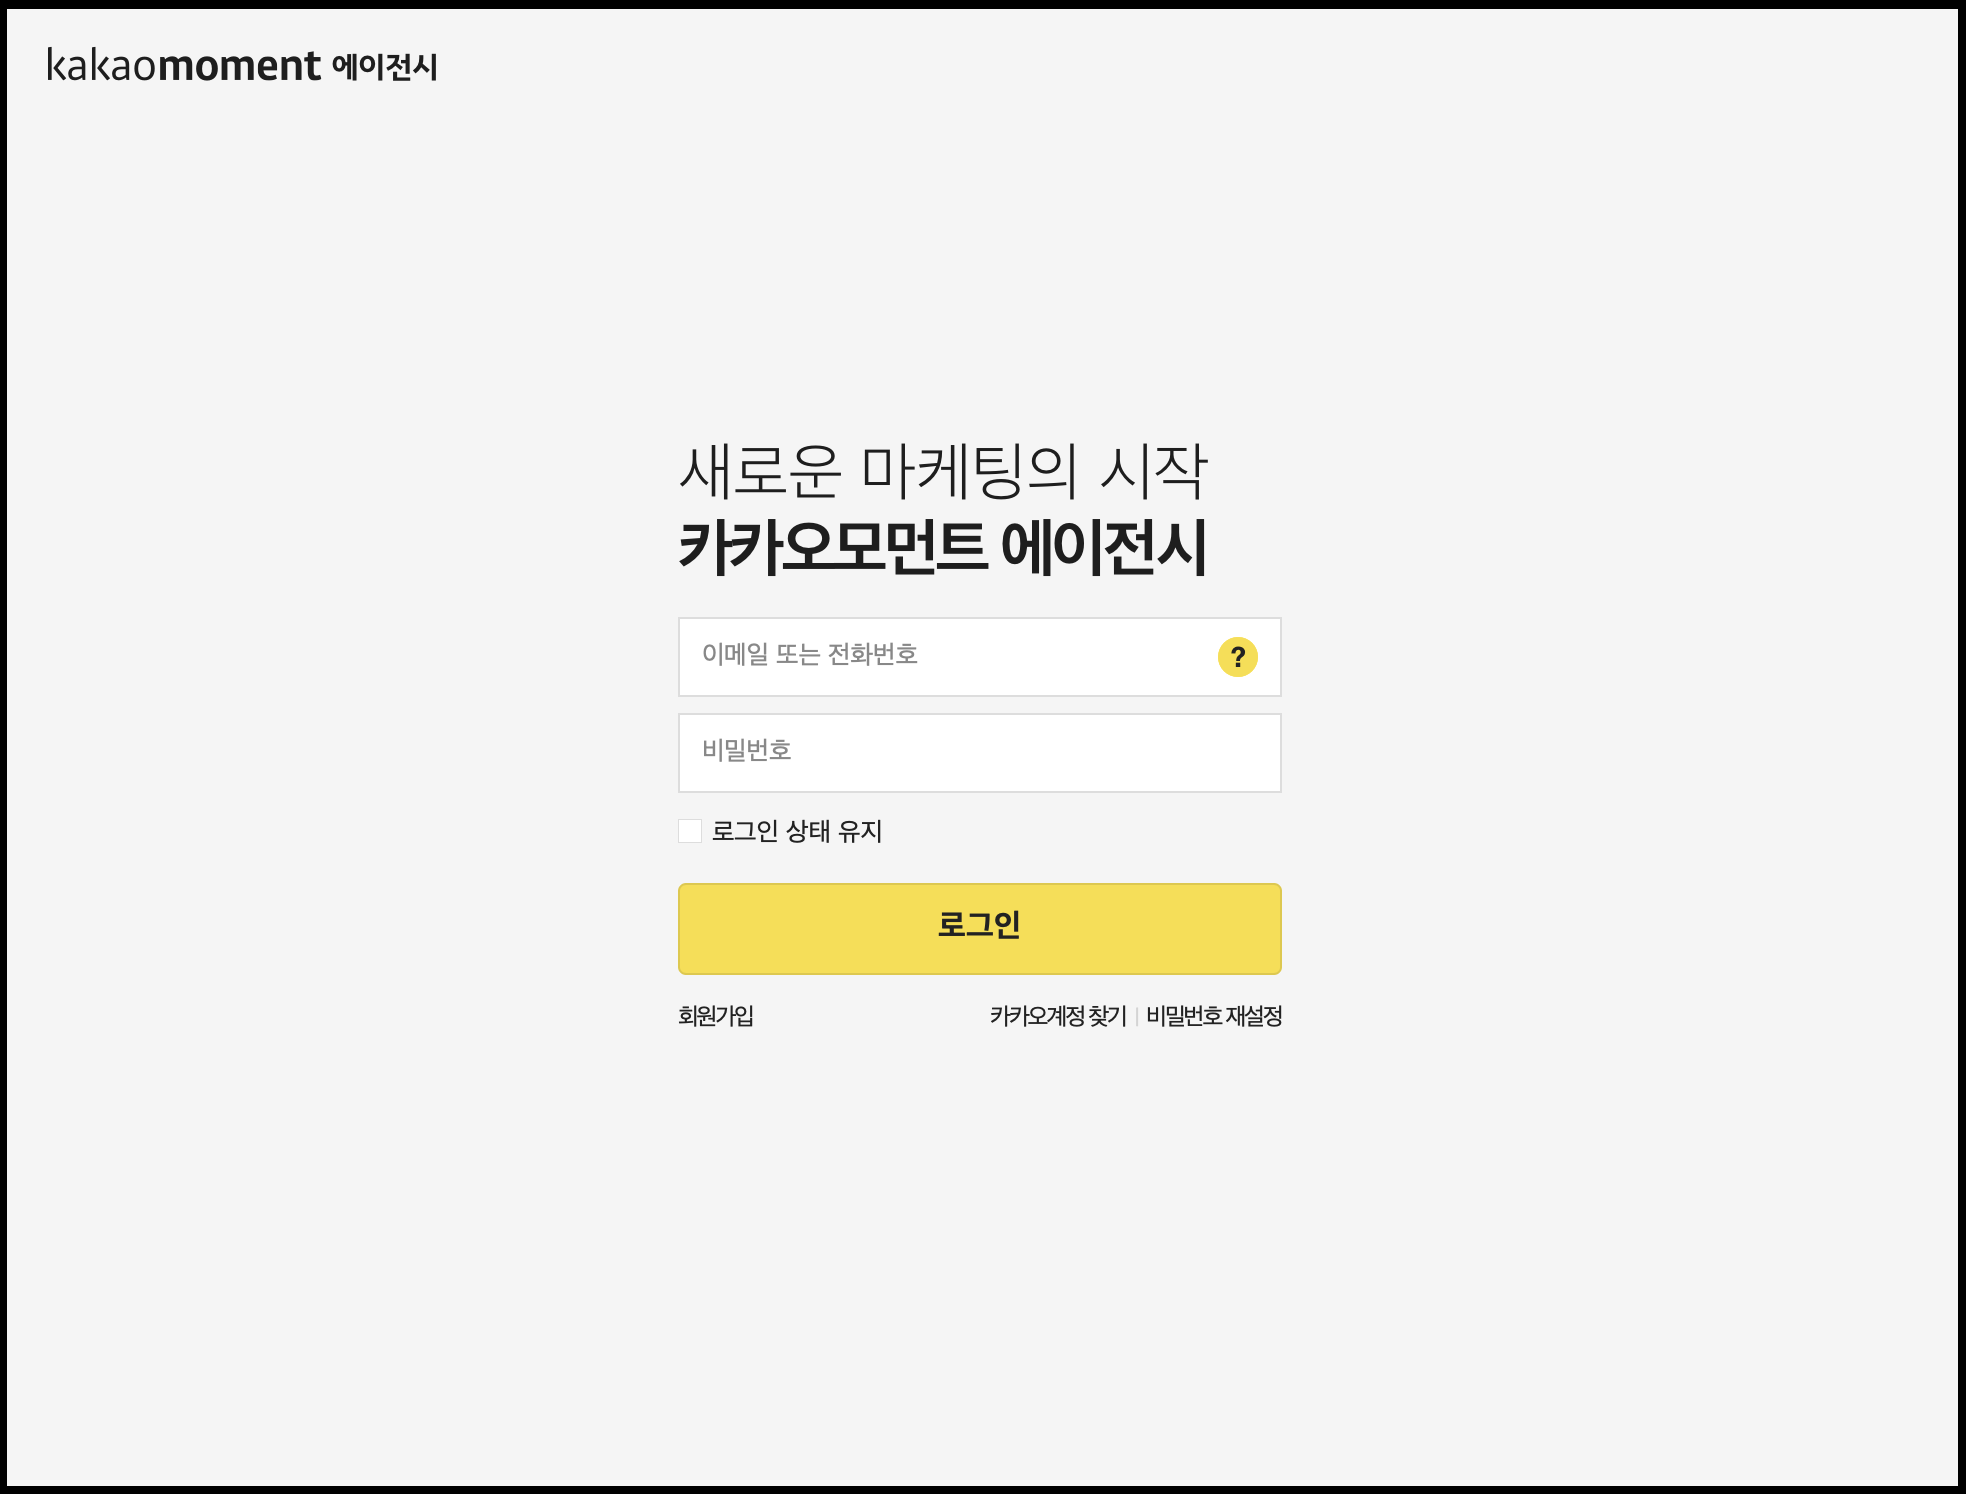 kakaomoment 에이전시
새로운 마케팅의 시작
카카오모먼트 에이전시
이메일 또는 전화번호 ?
비밀번호
로그인 상태 유지
로그인
회원가입 카카오계정 찾기 | 비밀번호 재설정